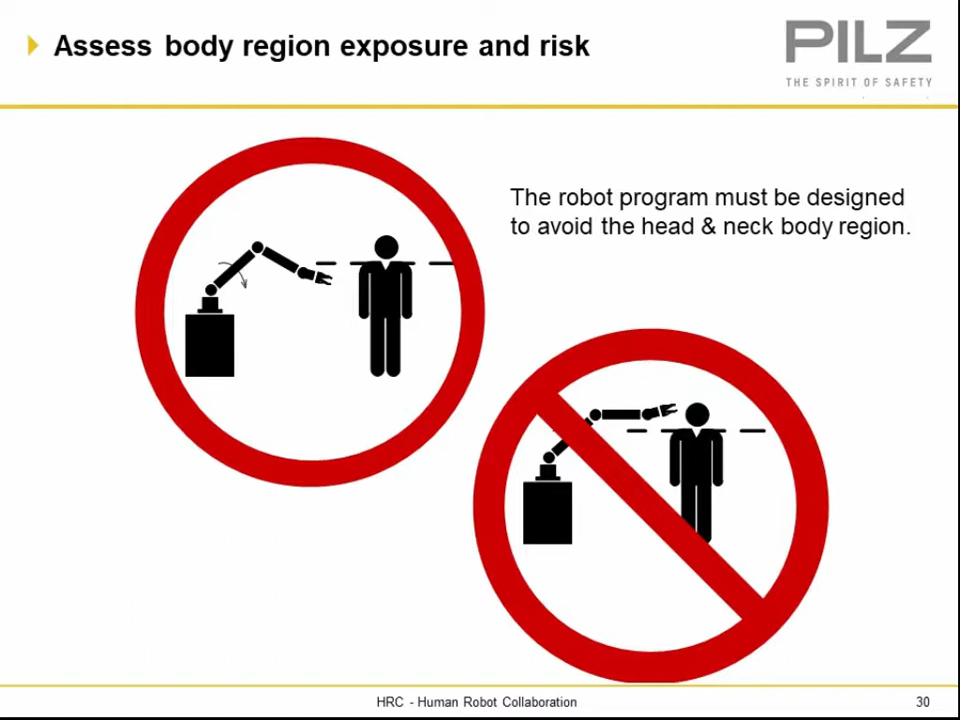 Assess body region exposure and risk
PILZ
THE SPIRIT OF SAFETY
The robot program must be designed
to avoid the head & neck body region.
HRC - Human Robot Collaboration
30